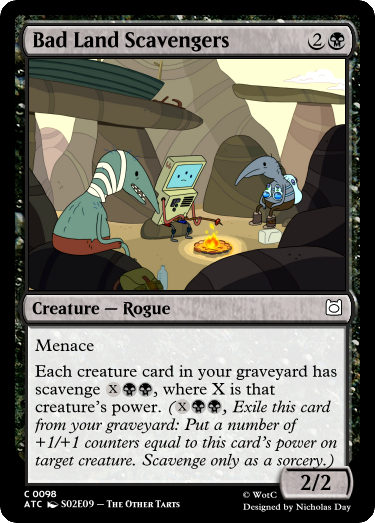 Bad Land Scavengers 2
Creature — Rogue
Menace
Each creature card in your graveyard has
scavenge X, where X is that
creature's power. (X, Exile this card
from your graveyard: Put a number of
+1/+1 counters equal to this card's power on
target creature. Scavenge only as a sorcery.)
2/2
C 0098
ATC S02E09 — The Other Tarts
© WotC
Designed by Nicholas Day